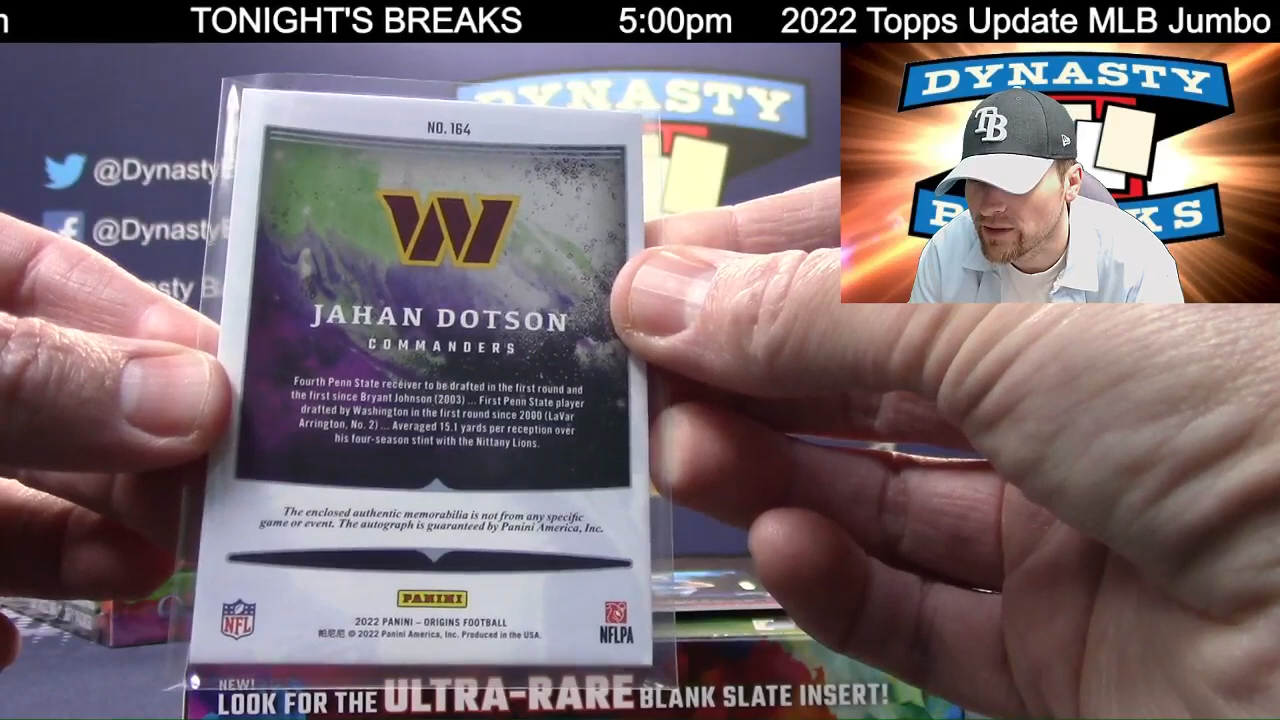 TONIGHT'S BREAKS 5:00pm 2022 Topps Update MLB Jumbo
DYNASTY
TB
@Dynasty
@Dynasty
NO. 164
W
JAHAN DOTSON
COMMANDERS
Fourth Penn State receiver to be drafted in the first round and
the first since Bryant Johnson (2003) ... First Penn State player
drafted by Washington in the first round since 2000 (LaVar
Arrington, No. 2) ... Averaged 15.1 yards per reception over
his four-season stint with the Nittany Lions.
The enclosed authentic memorabilia is not from any specific
game or event. The autograph is guaranteed by Panini America, Inc.
PANINI
NFL
2022 PANINI – ORIGINS FOOTBALL
帕尼尼 © 2022 Panini America, Inc. Produced in the USA.
NFLPA
NEW!
LOOK FOR THE ULTRA-RARE BLANK SLATE INSERT!